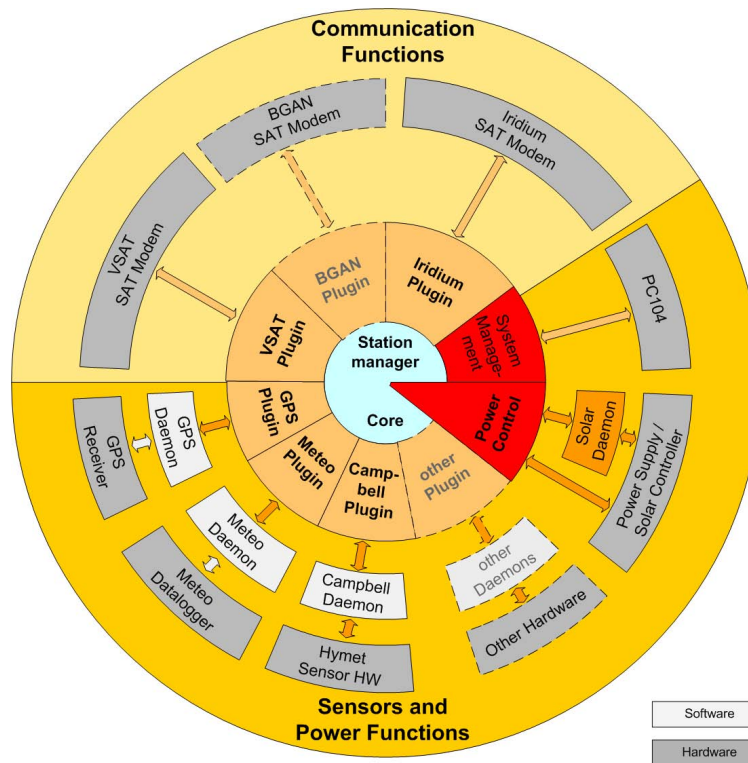 Communication
Functions
BGAN
SAT Modem
Iridium
SAT Modem
VSAT
SAT Modem
PC104
BGAN
Plugin
Iridium
Plugin
VSAT
Plugin
System
Manage-
ment
Station
manager
Core
Power
Control
GPS
Plugin
Meteo
Plugin
Camp-
bell
Plugin
other
Plugin
GPS
Daemon
GPS
Receiver
Solar
Daemon
Power Supply /
Solar Controller
Meteo
Daemon
Meteo
Datalogger
Campbell
Daemon
Hymet
Sensor HW
other
Daemons
Other Hardware
Sensors and
Power Functions
Software
Hardware